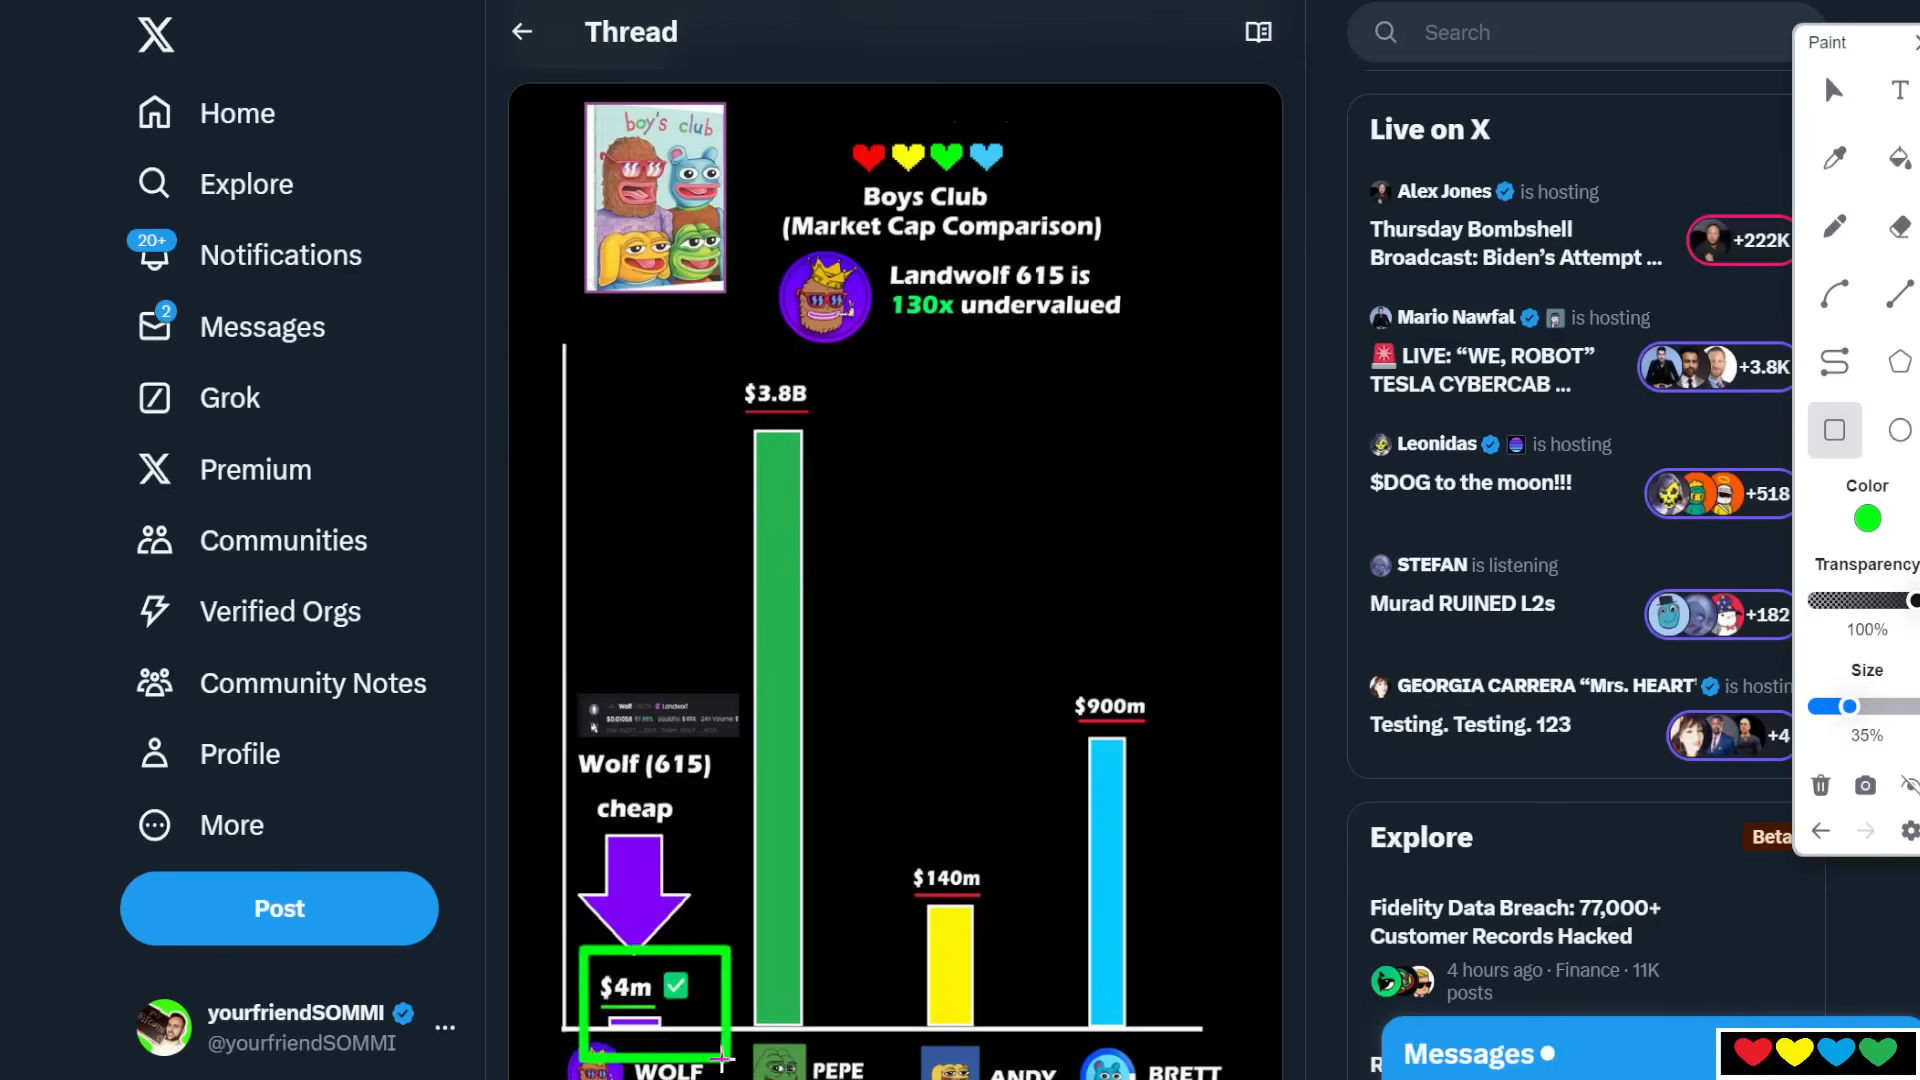 Home
Explore
20+
Notifications
2
Messages
Grok
Premium
Communities
Verified Orgs
Community Notes
Profile
More
Post
yourfriendSOMMI
@yourfriendSOMMI
Thread
boy's club
Boys Club
(Market Cap Comparison)
Landwolf 615 is
130x undervalued
$3.8B
Wolf
Landwolf
Wolf (615)
cheap
$4m
$140m
$900m
WOLF
PEPE
ANDY
BRETT
Search
Live on X
Alex Jones is hosting
Thursday Bombshell
Broadcast: Biden's Attempt ...
+222K
Mario Nawfal is hosting
🚨 LIVE: “WE, ROBOT”
TESLA CYBERCAB ...
+3.8K
Leonidas is hosting
$DOG to the moon!!!
+518
STEFAN is listening
Murad RUINED L2s
+182
GEORGIA CARRERA “Mrs. HEART is hostin
Testing. Testing. 123
+4
Explore
Beta
Fidelity Data Breach: 77,000+
Customer Records Hacked
4 hours ago · Finance · 11K
posts
Messages
Paint
T
Color
Transparency
100%
Size
35%